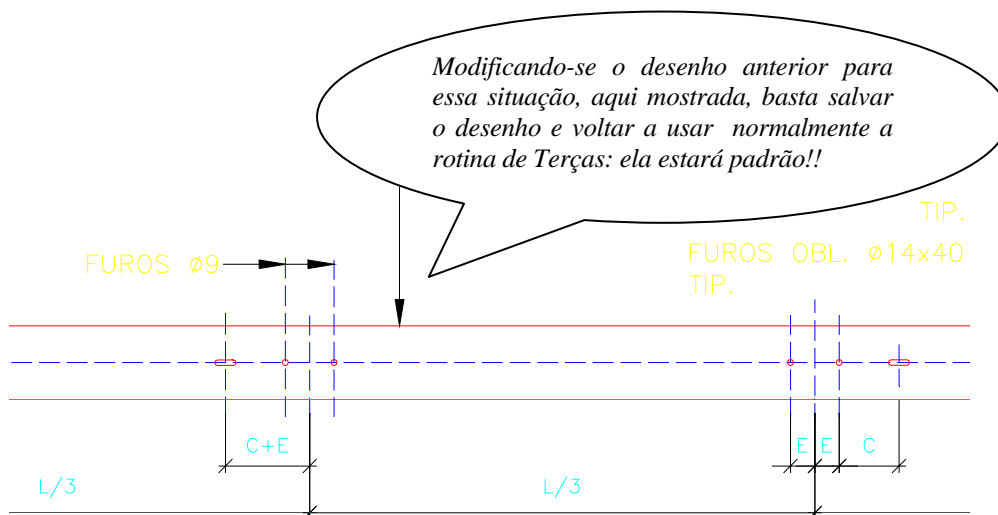 Modificando-se o desenho anterior para
essa situação, aqui mostrada, basta salvar
o desenho e voltar a usar normalmente a
rotina de Terças: ela estará padrão!!
TIP.
FUROS ø9
FUROS OBL. ø14x40
TIP.
C+E
E
E
C
L/3
L/3